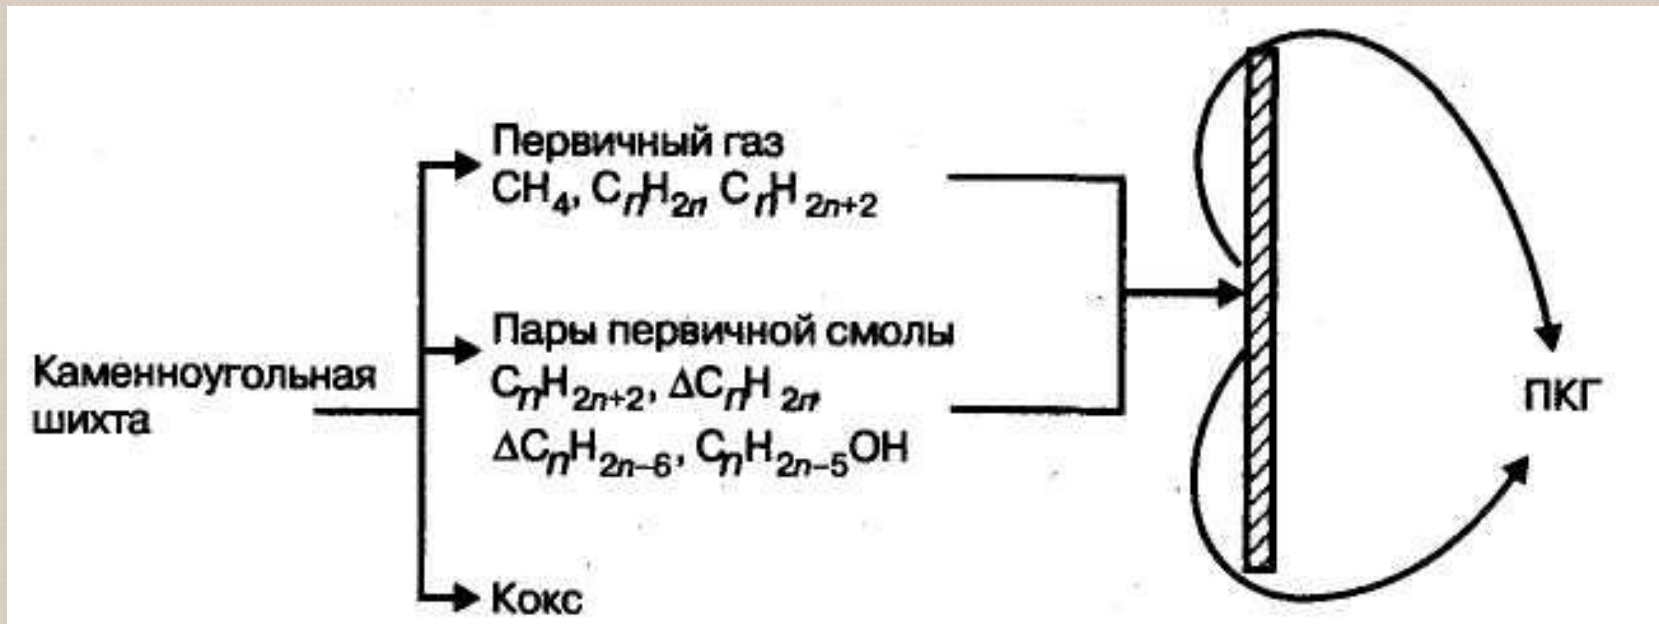 Первичный газ
CH₄, CₙH₂ₙ, CₙH₂ₙ₊₂
Пары первичной смолы
CₙH₂ₙ₊₂, ΔCₙH₂ₙ,
ΔCₙH₂ₙ₋₆, CₙH₂ₙ₋₅OH
Каменноугольная
шихта
Кокс
ПКГ